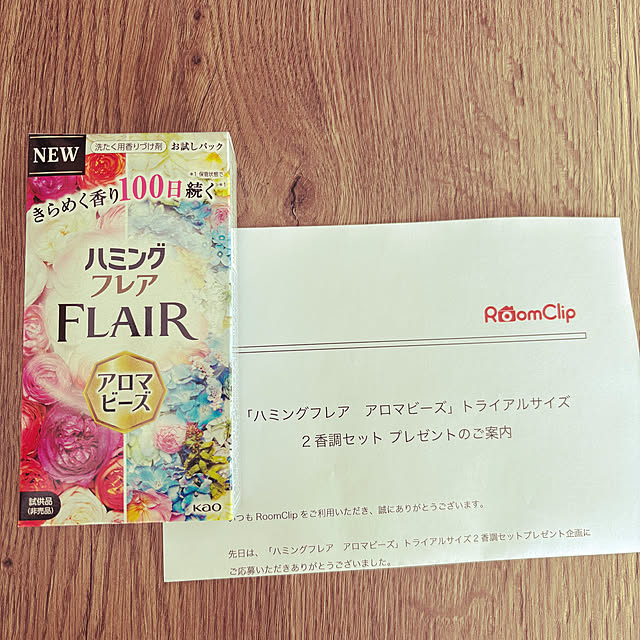 NEW
洗たく用香りづけ剤 お試しパック
*1 保管状態で
きらめく香り100日続く*1
ハミング
フレア
FLAIR
アロマ
ビーズ
試供品
(非売品)
Kao
RoomClip
「ハミングフレア　アロマビーズ」トライアルサイズ
2香調セット プレゼントのご案内
いつも RoomClip をご利用いただき、誠にありがとうございます。
先日は、「ハミングフレア　アロマビーズ」トライアルサイズ2香調セットプレゼント企画に
ご応募いただきありがとうございました。